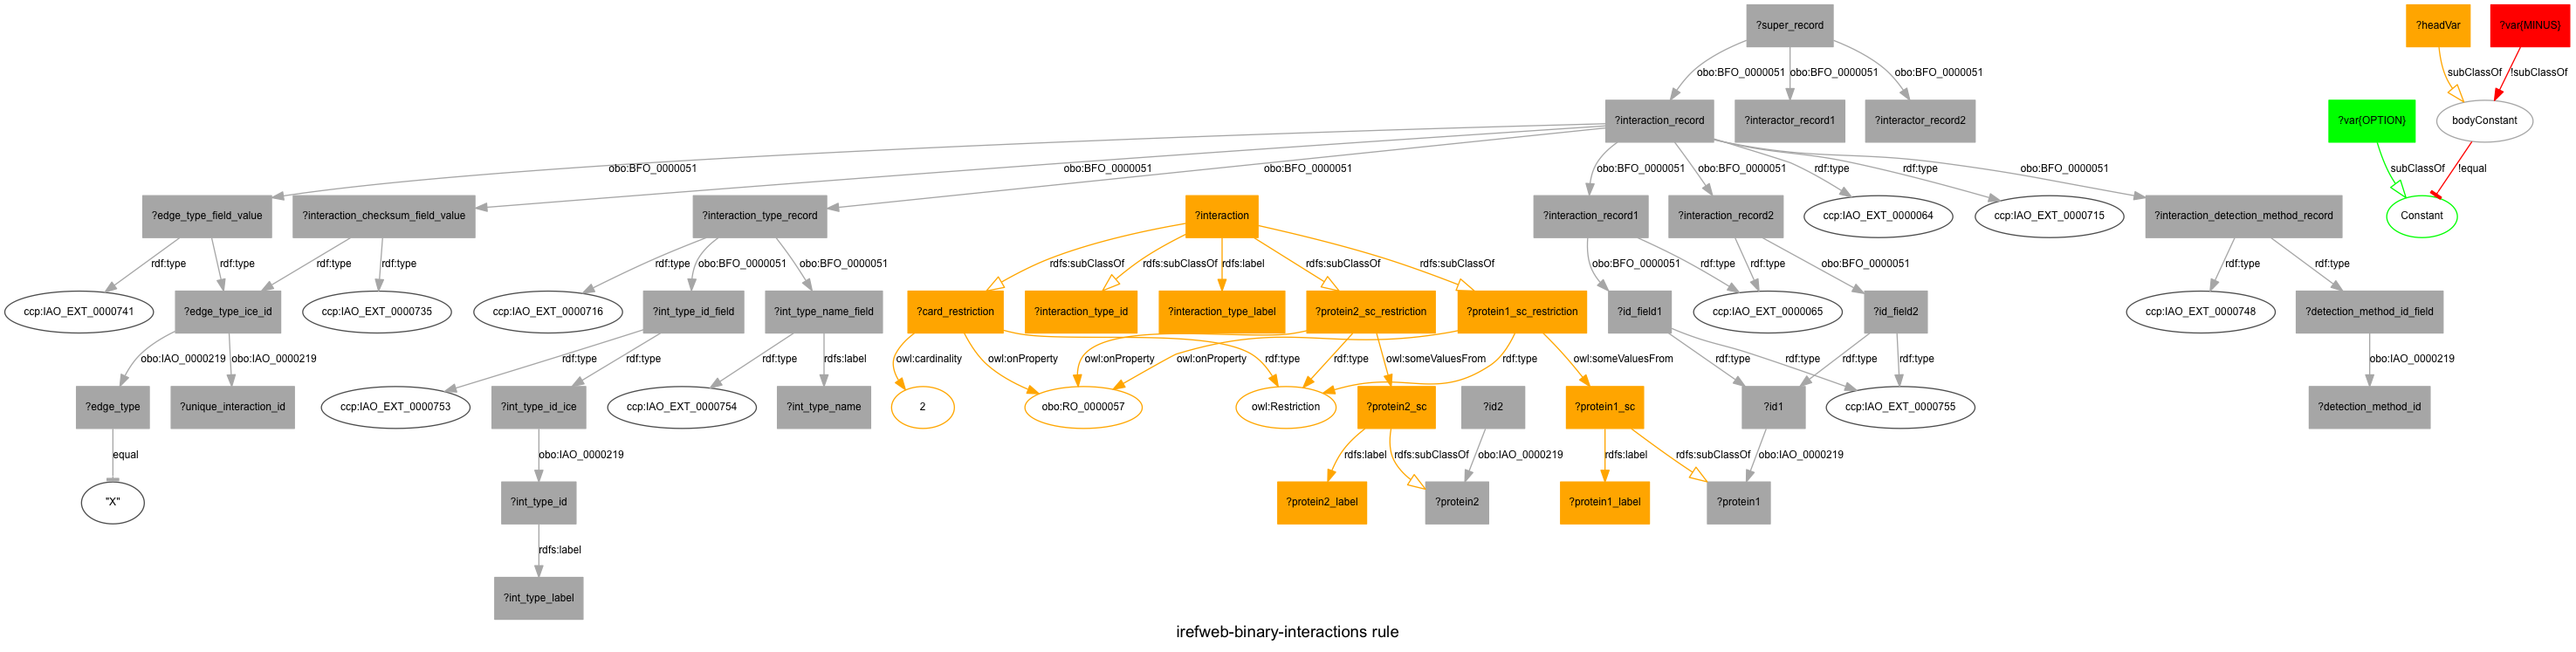 ?super_record
?headVar
?var{MINUS}
obo:BFO_0000051
obo:BFO_0000051
obo:BFO_0000051
subClassOf
!subClassOf
?interaction_record
?interactor_record1
?interactor_record2
?var{OPTION}
bodyConstant
obo:BFO_0000051
obo:BFO_0000051
obo:BFO_0000051
obo:BFO_0000051
obo:BFO_0000051
rdf:type
rdf:type
obo:BFO_0000051
subClassOf
!equal
?edge_type_field_value
?interaction_checksum_field_value
?interaction_type_record
?interaction
?interaction_record1
?interaction_record2
ccp:IAO_EXT_0000064
ccp:IAO_EXT_0000715
?interaction_detection_method_record
Constant
rdf:type
rdf:type
rdf:type
rdf:type
rdf:type
obo:BFO_0000051
obo:BFO_0000051
rdfs:subClassOf
rdfs:subClassOf
rdfs:label
rdfs:subClassOf
rdfs:subClassOf
obo:BFO_0000051
rdf:type
rdf:type
obo:BFO_0000051
rdf:type
rdf:type
ccp:IAO_EXT_0000741
?edge_type_ice_id
ccp:IAO_EXT_0000735
ccp:IAO_EXT_0000716
?int_type_id_field
?int_type_name_field
?card_restriction
?interaction_type_id
?interaction_type_label
?protein2_sc_restriction
?protein1_sc_restriction
?id_field1
ccp:IAO_EXT_0000065
?id_field2
ccp:IAO_EXT_0000748
?detection_method_id_field
obo:IAO_0000219
obo:IAO_0000219
rdf:type
rdf:type
rdf:type
rdfs:label
owl:cardinality
owl:onProperty
owl:onProperty
owl:onProperty
rdf:type
rdf:type
owl:someValuesFrom
rdf:type
owl:someValuesFrom
rdf:type
rdf:type
rdf:type
rdf:type
obo:IAO_0000219
?edge_type
?unique_interaction_id
ccp:IAO_EXT_0000753
?int_type_id_ice
ccp:IAO_EXT_0000754
?int_type_name
2
obo:RO_0000057
owl:Restriction
?protein2_sc
?id2
?protein1_sc
?id1
ccp:IAO_EXT_0000755
?detection_method_id
equal
obo:IAO_0000219
rdfs:label
rdfs:subClassOf
obo:IAO_0000219
rdfs:label
rdfs:subClassOf
obo:IAO_0000219
"X"
?int_type_id
?protein2_label
?protein2
?protein1_label
?protein1
rdfs:label
?int_type_label
irefweb-binary-interactions rule